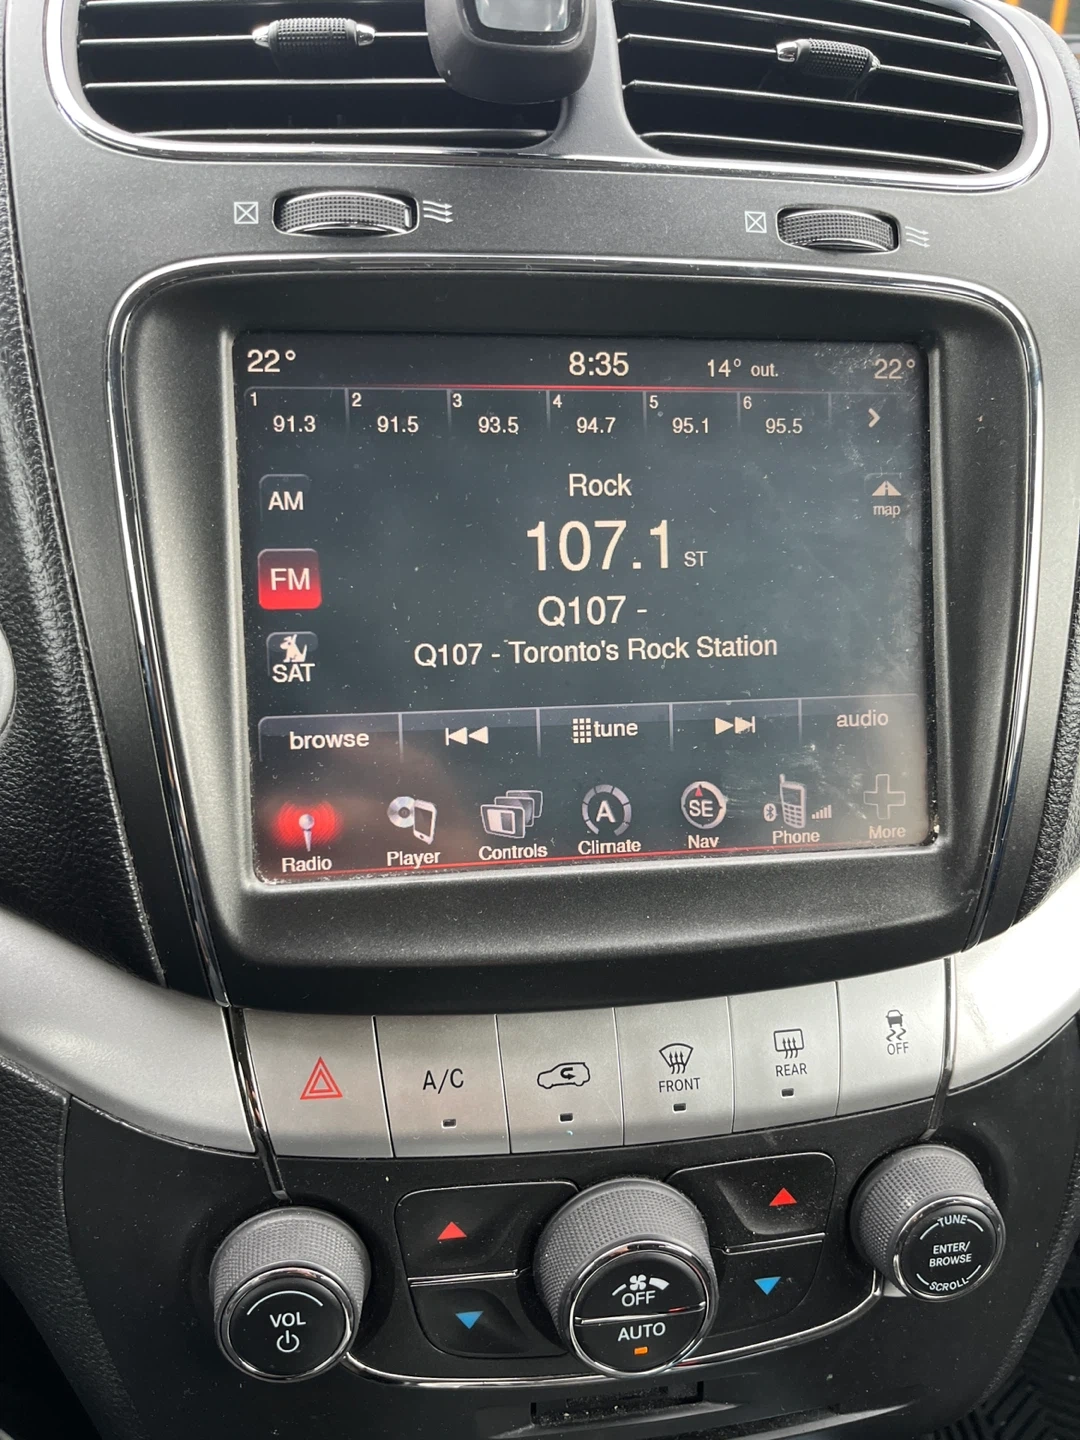 22° 8:35 14° out. 22°
1 2 3 4 5 6
91.3 91.5 93.5 94.7 95.1 95.5 >
Rock
AM
map
107.1 ST
FM
Q107 -
Q107 - Toronto's Rock Station
SAT
browse tune audio
A SE
Radio Player Controls Climate Nav Phone More
A/C FRONT REAR OFF
TUNE
ENTER/
BROWSE
SCROLL
OFF
AUTO
VOL